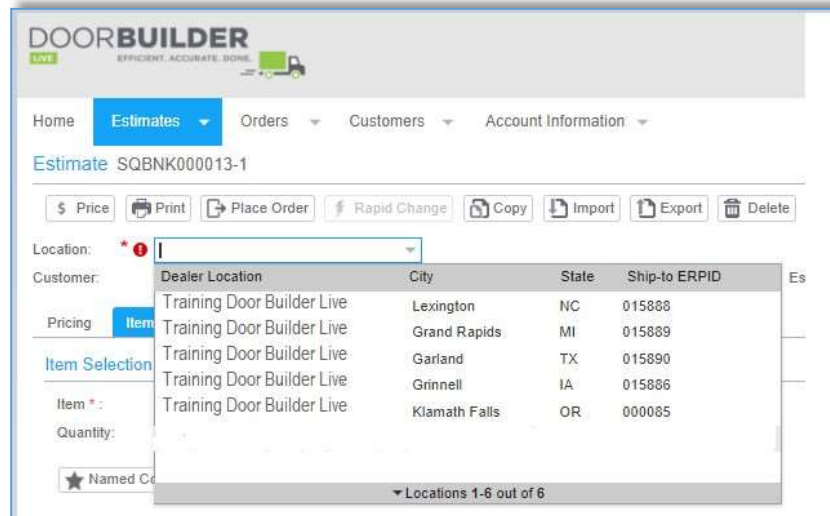 DOORBUILDER
LIVE EFFICIENT. ACCURATE. DONE.
Home Estimates Orders Customers Account Information
Estimate SQBNK000013-1
$ Price Print Place Order Rapid Change Copy Import Export Delete
Location: *
Customer: Es
Dealer Location City State Ship-to ERPID
Training Door Builder Live Lexington NC 015888
Training Door Builder Live Grand Rapids MI 015889
Training Door Builder Live Garland TX 015890
Training Door Builder Live Grinnell IA 015886
Training Door Builder Live Klamath Falls OR 000085
Pricing Item
Item Selection
Item * :
Quantity:
Named Co
Locations 1-6 out of 6